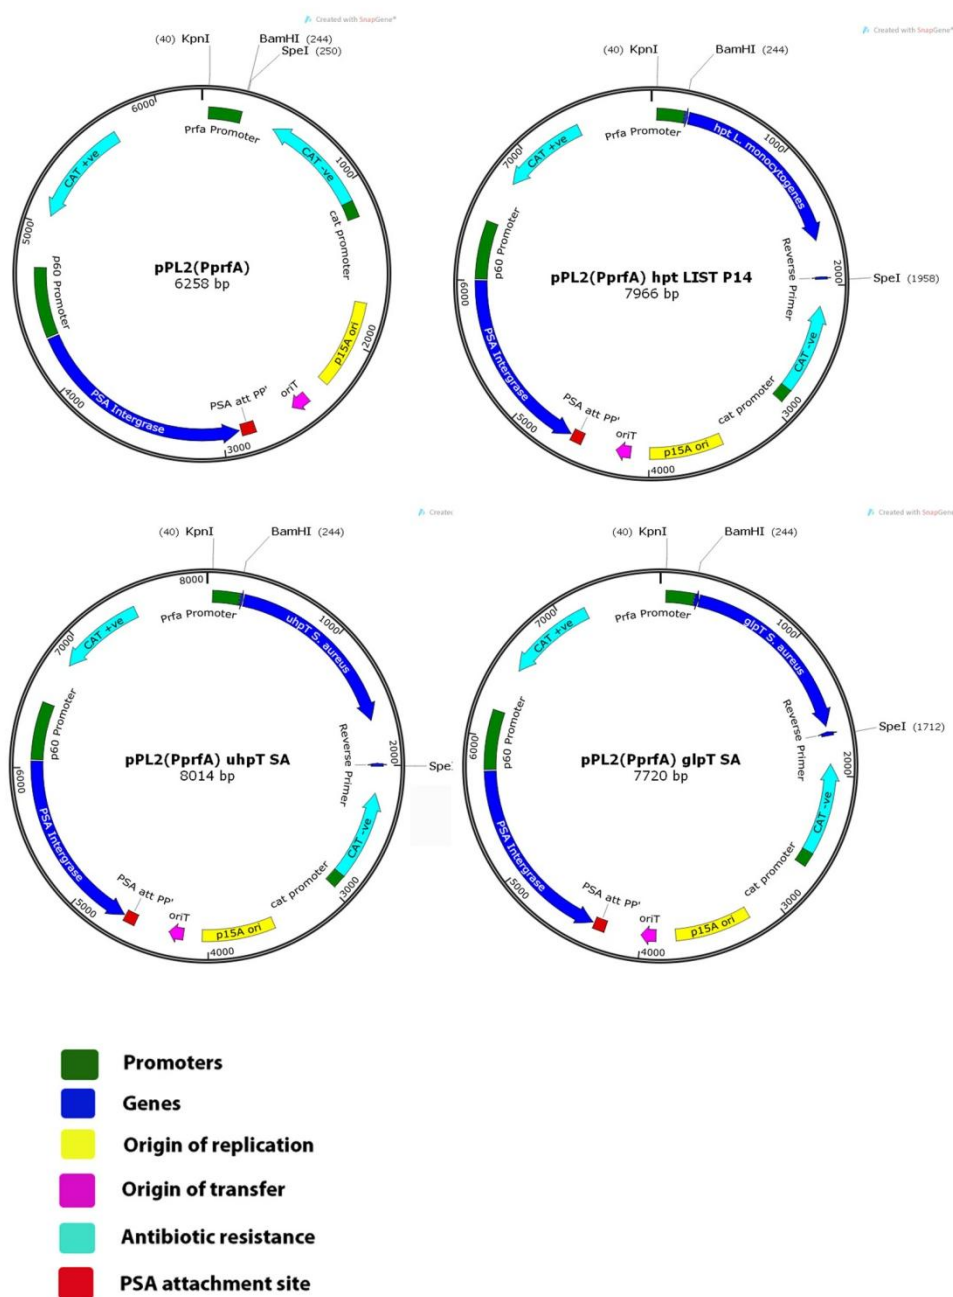 Created with SnapGene®
(40) KpnI
BamHI (244)
SpeI (250)
6000
1000
5000
2000
4000
3000
Prfa Promoter
CAT +ve
CAT -ve
cat promoter
p60 Promoter
pPL2(PprfA)
6258 bp
p15A ori
PSA att PP'
oriT
PSA Intergrase
Created with SnapGene®
(40) KpnI
BamHI (244)
7000
1000
6000
2000
5000
3000
4000
Prfa Promoter
CAT +ve
hpt L. monocytogenes
p60 Promoter
Reverse Primer
SpeI (1958)
pPL2(PprfA) hpt LIST P14
7966 bp
PSA Intergrase
CAT -ve
cat promoter
PSA att PP'
oriT
p15A ori
Created
(40) KpnI
BamHI (244)
8000
7000
1000
6000
2000
5000
3000
4000
Prfa Promoter
CAT +ve
uhpT S. aureus
p60 Promoter
Reverse Primer
Spe
pPL2(PprfA) uhpT SA
8014 bp
PSA Intergrase
CAT -ve
cat promoter
PSA att PP'
oriT
p15A ori
Created with SnapGene
(40) KpnI
BamHI (244)
7000
1000
6000
2000
5000
3000
4000
Prfa Promoter
CAT +ve
glpT S. aureus
p60 Promoter
Reverse Primer
SpeI (1712)
pPL2(PprfA) glpT SA
7720 bp
PSA Intergrase
CAT -ve
cat promoter
PSA att PP'
oriT
p15A ori
Promoters
Genes
Origin of replication
Origin of transfer
Antibiotic resistance
PSA attachment site